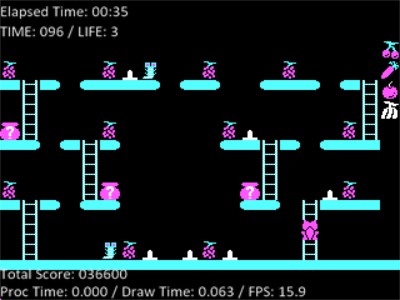 Elapsed Time: 00:35
TIME: 096 / LIFE: 3
?
?
?
Total Score: 036600
Proc Time: 0.000 / Draw Time: 0.063 / FPS: 15.9